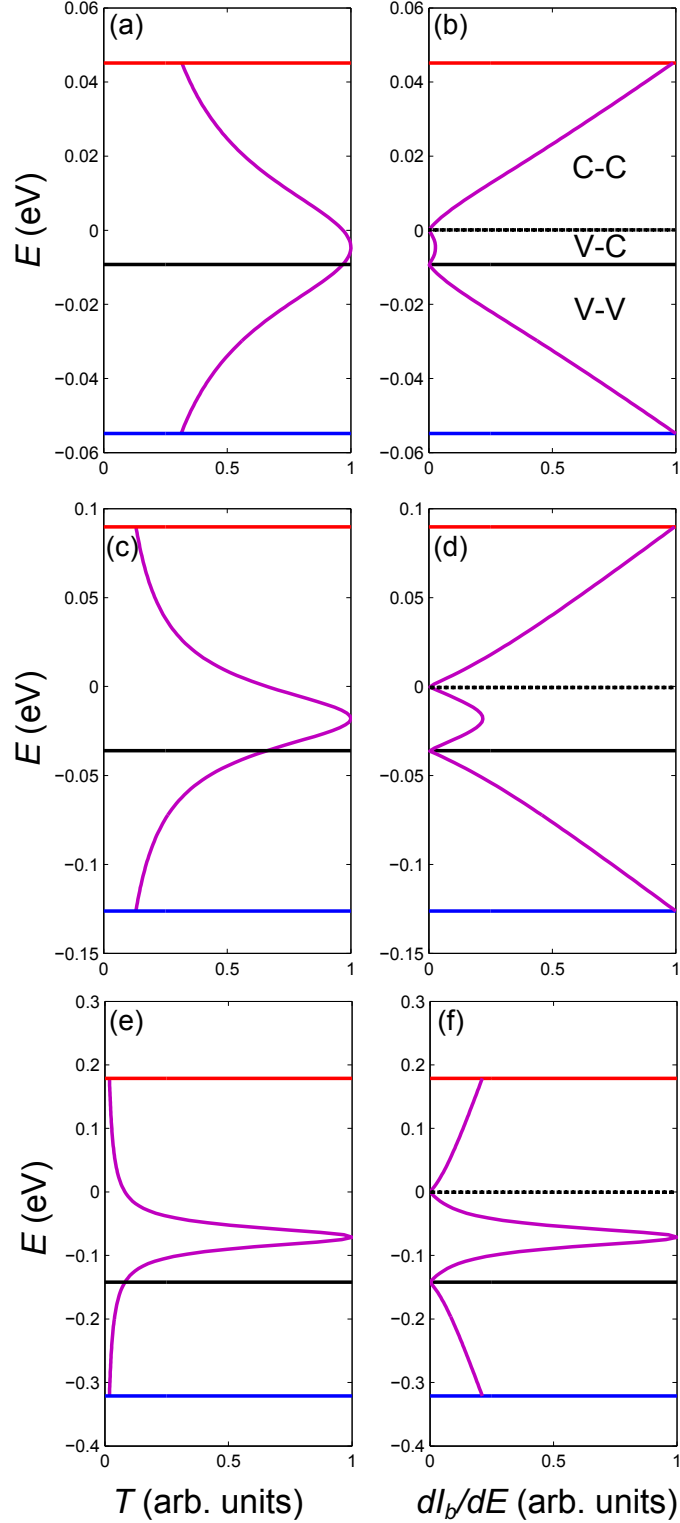 (a) (b)
0.06 0.06
0.04 0.04
0.02 0.02
0 0
−0.02 −0.02
−0.04 −0.04
−0.06 −0.06
E (eV)
C-C
V-C
V-V
0 0.5 1 0 0.5 1
(c) (d)
0.1 0.1
0.05 0.05
0 0
−0.05 −0.05
−0.1 −0.1
−0.15 −0.15
E (eV)
0 0.5 1 0 0.5 1
(e) (f)
0.3 0.3
0.2 0.2
0.1 0.1
0 0
−0.1 −0.1
−0.2 −0.2
−0.3 −0.3
−0.4 −0.4
E (eV)
0 0.5 1 0 0.5 1
T (arb. units) dI_b/dE (arb. units)